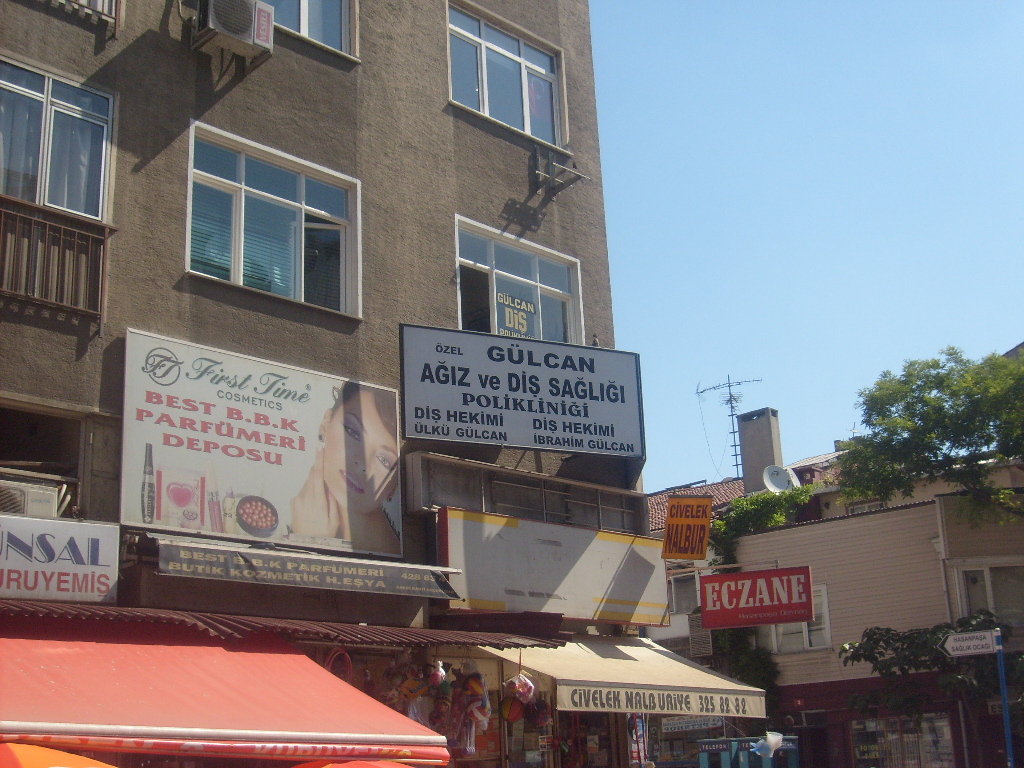 GÜLCAN
DİŞ
ÖZEL GÜLCAN
AĞIZ ve DİŞ SAĞLIĞI
POLİKLİNİĞİ
DİŞ HEKİMİ DİŞ HEKİMİ
ÜLKÜ GÜLCAN İBRAHİM GÜLCAN
First Time
COSMETICS
BEST B.B.K
PARFÜMERİ
DEPOSU
UNSAL
URUYEMİŞ
BEST B.B.K PARFÜMERİ
BUTİK KOZMETİK H.EŞYA
CİVELEK
NALBUR
ECZANE
HASANPAŞA
SAĞLIK OCAĞI
CİVELEK NALBURİYE 325 82 82
TELEFON